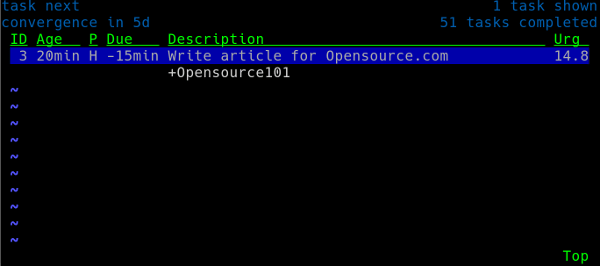 task next 1 task shown
convergence in 5d 51 tasks completed
ID Age P Due Description Urg
3 20min H -15min Write article for Opensource.com 14.8
+Opensource101
~
~
~
~
~
~
~
~
~
~
Top